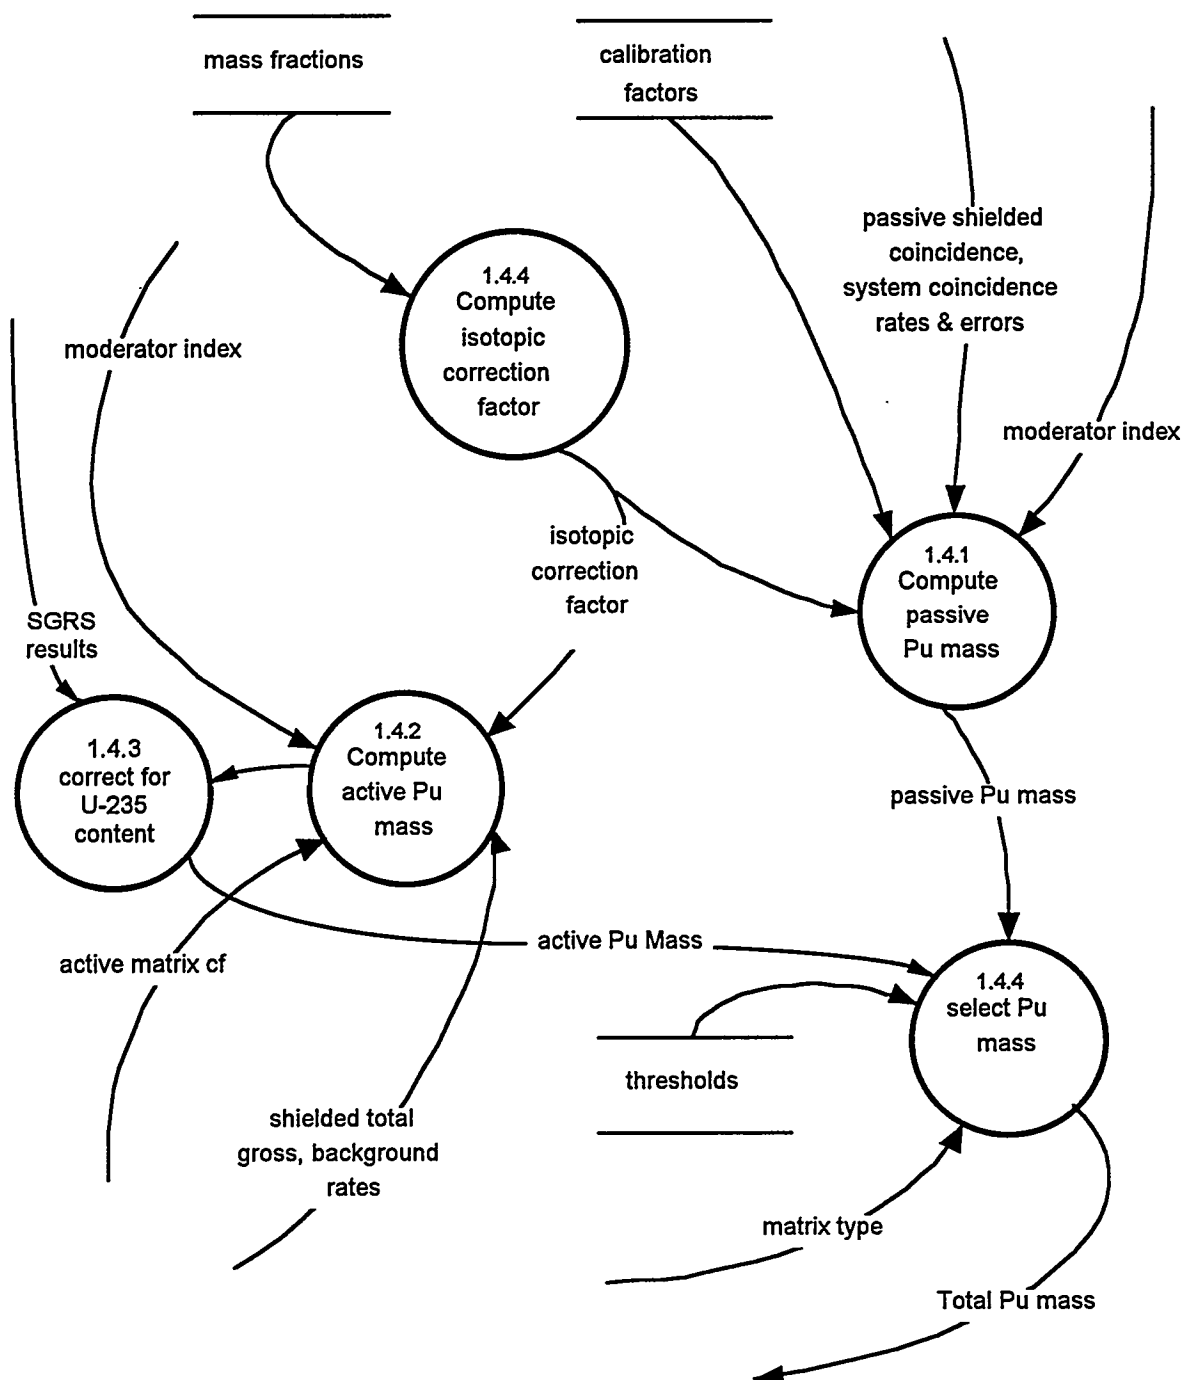 mass fractions
calibration
factors
passive shielded
coincidence,
system coincidence
rates & errors
1.4.4
Compute
isotopic
correction
factor
moderator index
moderator index
isotopic
correction
factor
1.4.1
Compute
passive
Pu mass
SGRS
results
1.4.3
correct for
U-235
content
1.4.2
Compute
active Pu
mass
passive Pu mass
active Pu Mass
active matrix cf
1.4.4
select Pu
mass
thresholds
shielded total
gross, background
rates
matrix type
Total Pu mass